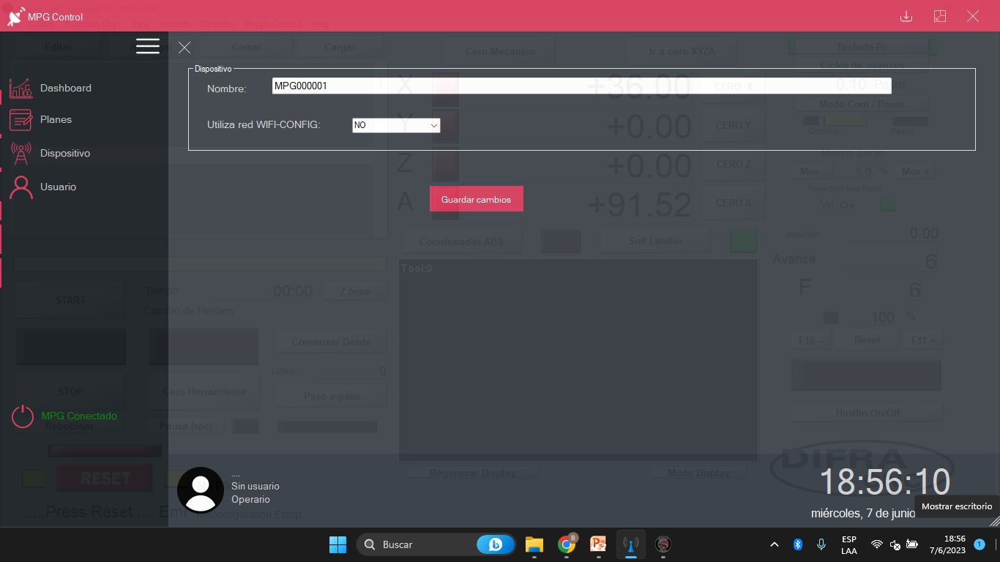 MPG Control
Editar
Cerrar
Cargar
Cero Mecanico
Ir a cero XYZA
Teclado Pc
Ciclos de avances
Dispositivo
Nombre:
MPG000001
X
+36.00
CERO X
0.10 Pasos
Modo Cont / Pasos
Continuo
Pasos
Utiliza red WIFI-CONFIG:
NO
Y
+0.00
CERO Y
Dashboard
Planes
Dispositivo
Usuario
Z
+0.00
CERO Z
Movim. Lento
Mov -
5.0 %
Mov +
Pulsar Shift para Rapido
Vel. Cte
Guardar cambios
A
+91.52
CERO A
Coordenadas ABS.
Soft Limites
mm/min
0.00
Avance
6
F
6
100 %
F10 -
Reset
F11 +
Tool:0
START
Tiempo
00:00
Z 5mm
Cambio de Herram
Comenzar Desde
Linea:
0
STOP
Cero Herramienta
Paso a paso
MPG Conectado
Rebobinar
Pausa (spc)
Husillo On/Off
RESET
Regenerar Display
Modo Display
DIFRA
....
Sin usuario
Operario
18:56:10
miércoles, 7 de junio
Mostrar escritorio
......Press Reset .... Eme
ReConfiguration Estop
Buscar
B
ESP
LAA
18:56
7/6/2023
1